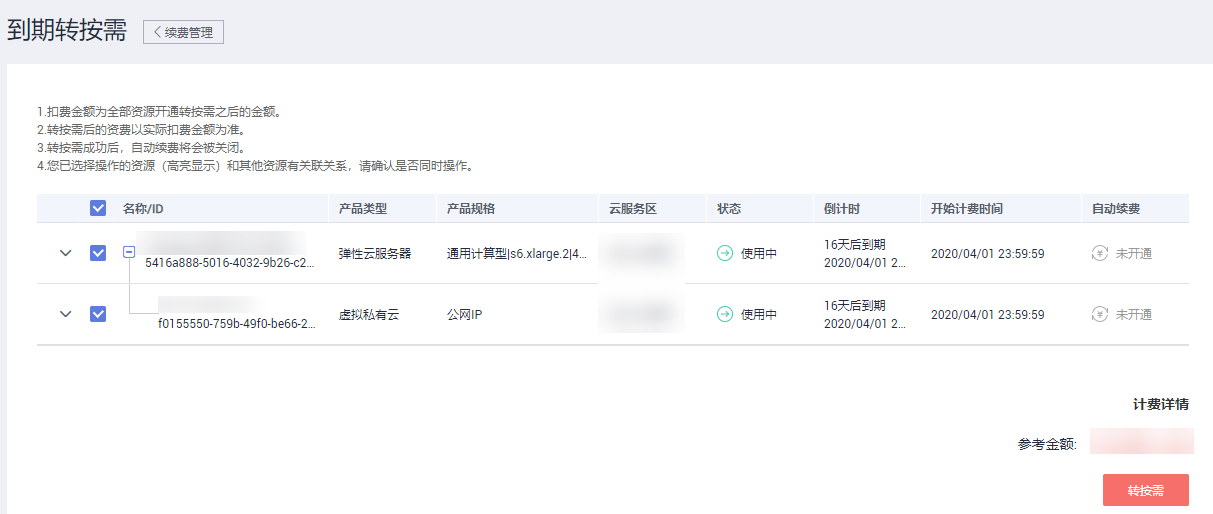 到期转按需
续费管理
1.扣费金额为全部资源开通转按需之后的金额。
2.转按需后的资费以实际扣费金额为准。
3.转按需成功后，自动续费将会被关闭。
4.您已选择操作的资源（高亮显示）和其他资源有关联关系，请确认是否同时操作。
名称/ID 产品类型 产品规格 云服务区 状态 倒计时 开始计费时间 自动续费
5416a888-5016-4032-9b26-c2... 弹性云服务器 通用计算型|s6.xlarge.2|4... 使用中 16天后到期 2020/04/01 23:59:59 未开通
2020/04/01 2...
f0155550-759b-49f0-be66-2... 虚拟私有云 公网IP 使用中 16天后到期 2020/04/01 23:59:59 未开通
2020/04/01 2...
计费详情
参考金额:
转按需